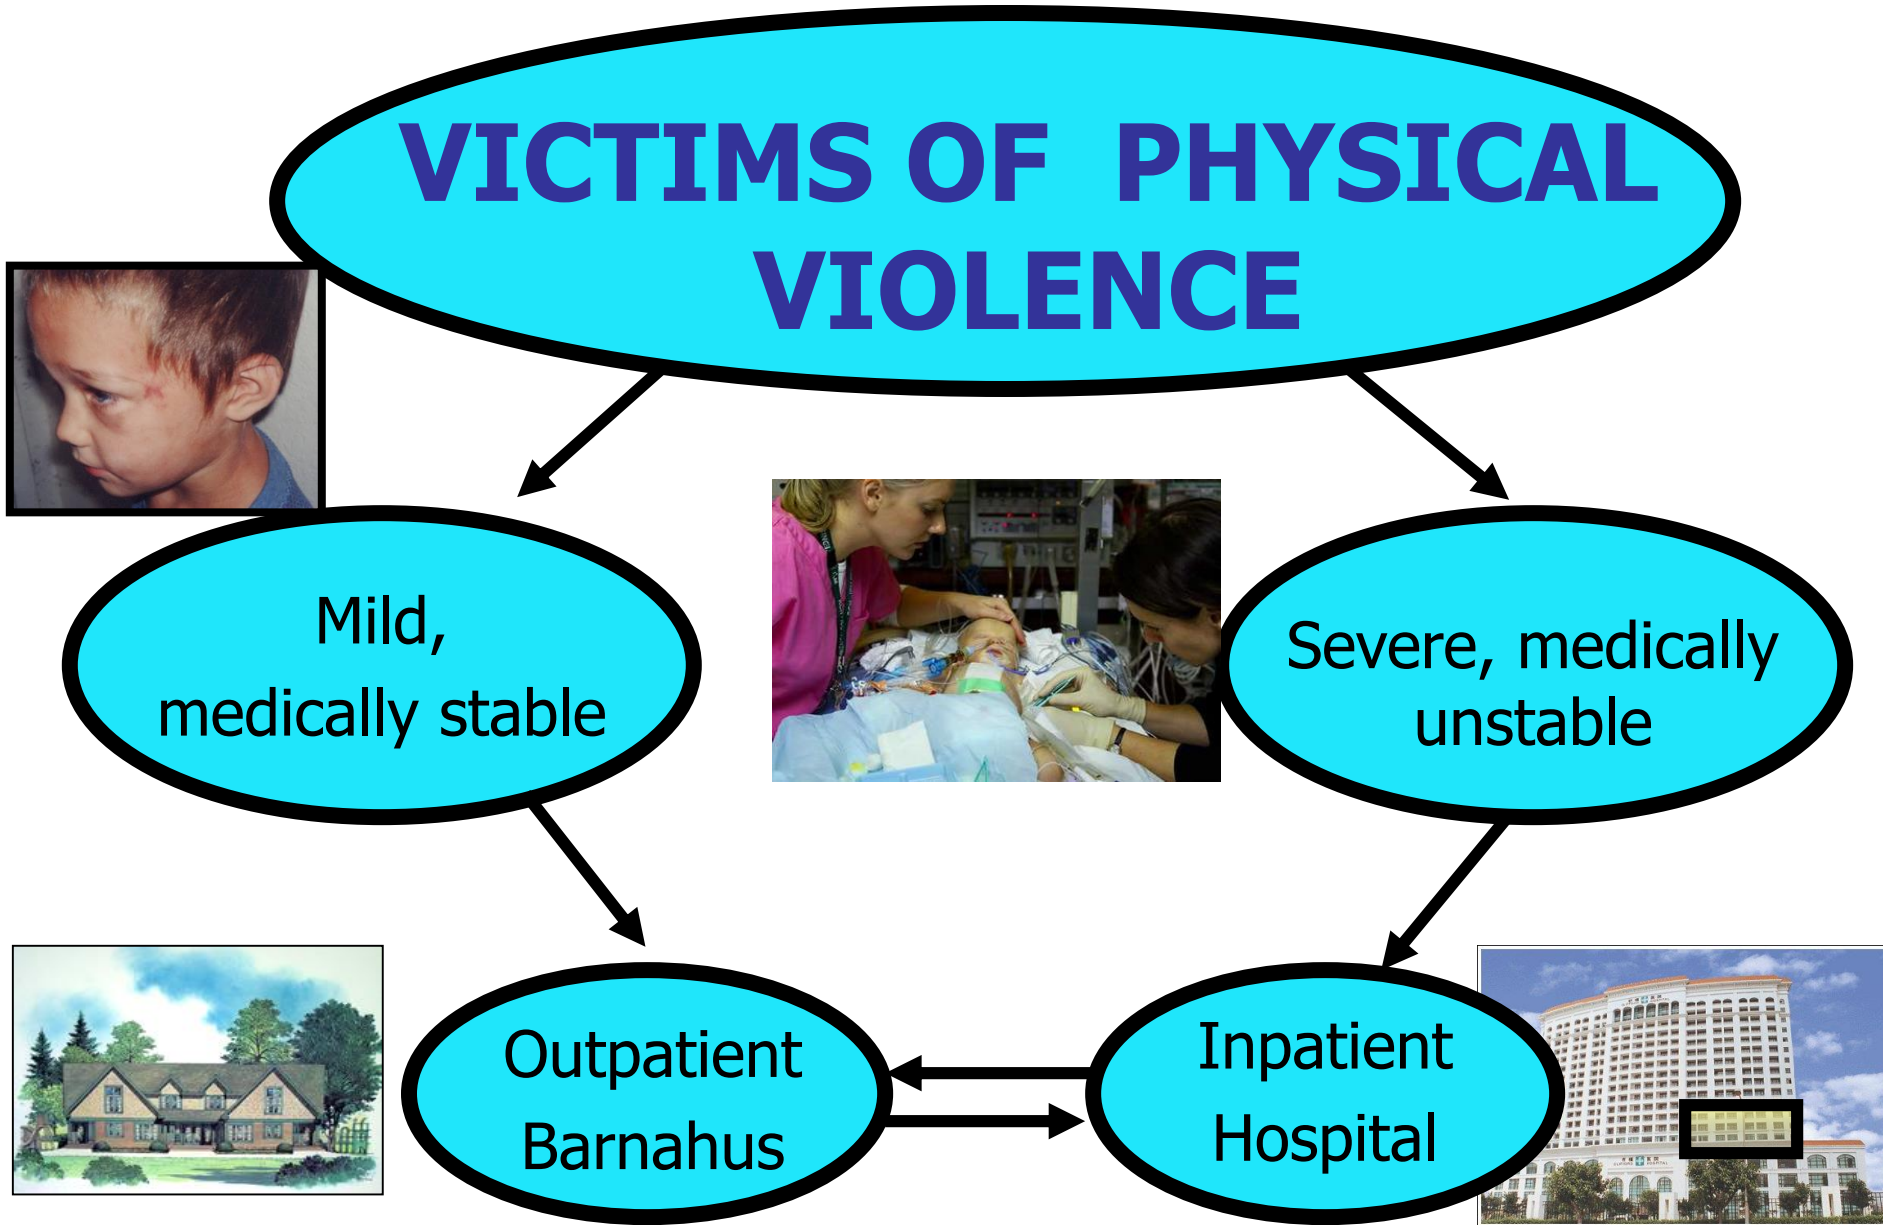 VICTIMS OF PHYSICAL
VIOLENCE
Mild,
medically stable
Severe, medically
unstable
Outpatient
Barnahus
Inpatient
Hospital